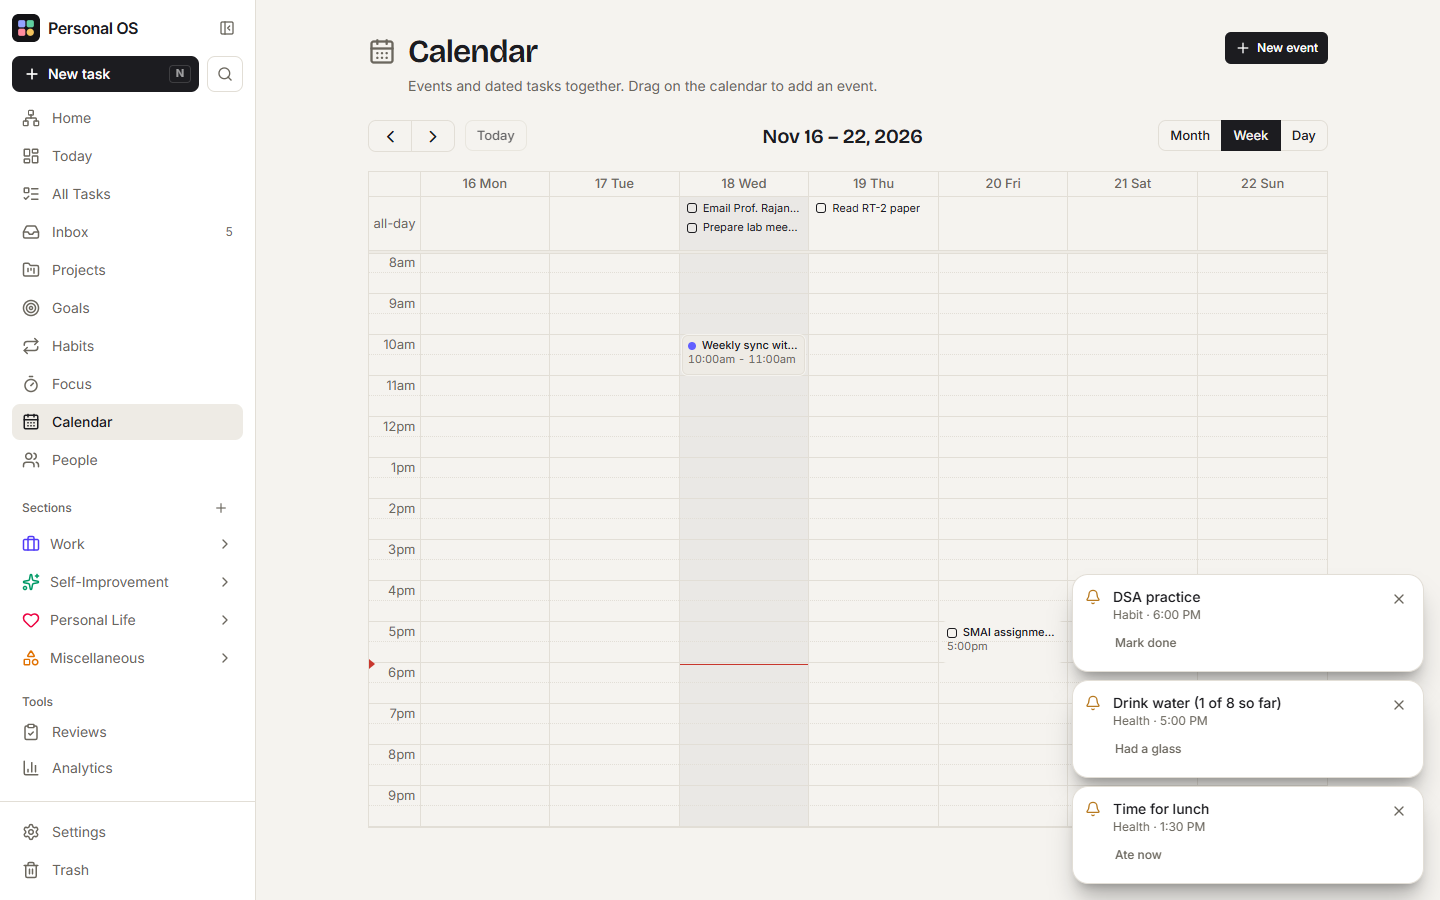 Personal OS
New task N
Home
Today
All Tasks
Inbox 5
Projects
Goals
Habits
Focus
Calendar
People
Sections
Work
Self-Improvement
Personal Life
Miscellaneous
Tools
Reviews
Analytics
Settings
Trash
Calendar
New event
Events and dated tasks together. Drag on the calendar to add an event.
Today
Nov 16 – 22, 2026
Month Week Day
16 Mon 17 Tue 18 Wed 19 Thu 20 Fri 21 Sat 22 Sun
all-day
Email Prof. Rajan...
Prepare lab mee...
Read RT-2 paper
8am
9am
10am
Weekly sync wit...
10:00am - 11:00am
11am
12pm
1pm
2pm
3pm
4pm
5pm
SMAI assignme...
5:00pm
6pm
7pm
8pm
9pm
DSA practice
Habit · 6:00 PM
Mark done
Drink water (1 of 8 so far)
Health · 5:00 PM
Had a glass
Time for lunch
Health · 1:30 PM
Ate now